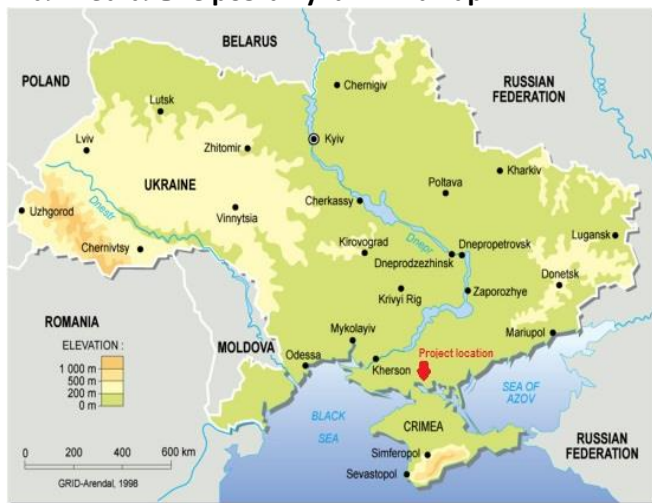 BELARUS
POLAND
RUSSIAN
FEDERATION
Chernigiv
Lutsk
Kyiv
Lviv
Zhitomir
Kharkiv
Poltava
UKRAINE
Cherkassy
Uzhgorod
Dnestr
Vinnytsia
Lugansk
Chernivtsy
Kirovograd
Dnepr
Dnepropetrovsk
Dneprodzezhinsk
Donetsk
Krivyi Rig
Zaporozhye
ROMANIA
Mykolayiv
Mariupol
ELEVATION :
MOLDOVA
Odessa
Kherson
Project location
1 000 m
500 m
200 m
0 m
SEA OF
AZOV
BLACK
SEA
CRIMEA
RUSSIAN
FEDERATION
Simferopol
Sevastopol
0 200 400 600 km
GRID-Arendal, 1998